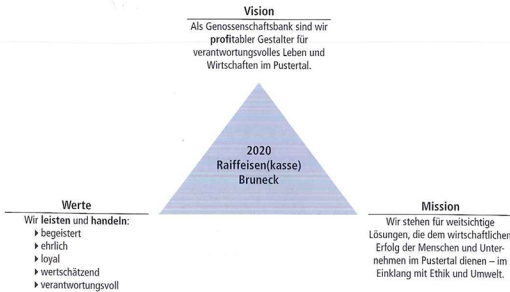 Vision
Als Genossenschaftsbank sind wir
profitabler Gestalter für
verantwortungsvolles Leben und
Wirtschaften im Pustertal.
2020
Raiffeisen(kasse)
Bruneck
Werte
Wir leisten und handeln:
begeistert
ehrlich
loyal
wertschätzend
verantwortungsvoll
Mission
Wir stehen für weitsichtige
Lösungen, die dem wirtschaftlichen
Erfolg der Menschen und Unter-
nehmen im Pustertal dienen – im
Einklang mit Ethik und Umwelt.